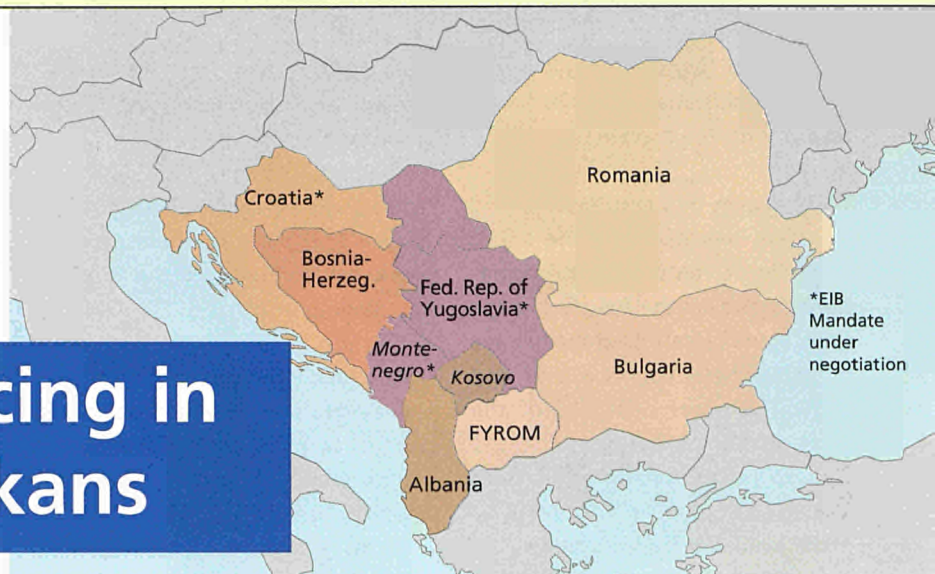 Romania
Croatia*
Bosnia-
Herzeg.
Fed. Rep. of
Yugoslavia*
*EIB
Mandate
under
negotiation
Monte-
negro*
Kosovo
Bulgaria
FYROM
Albania
cing in
kans